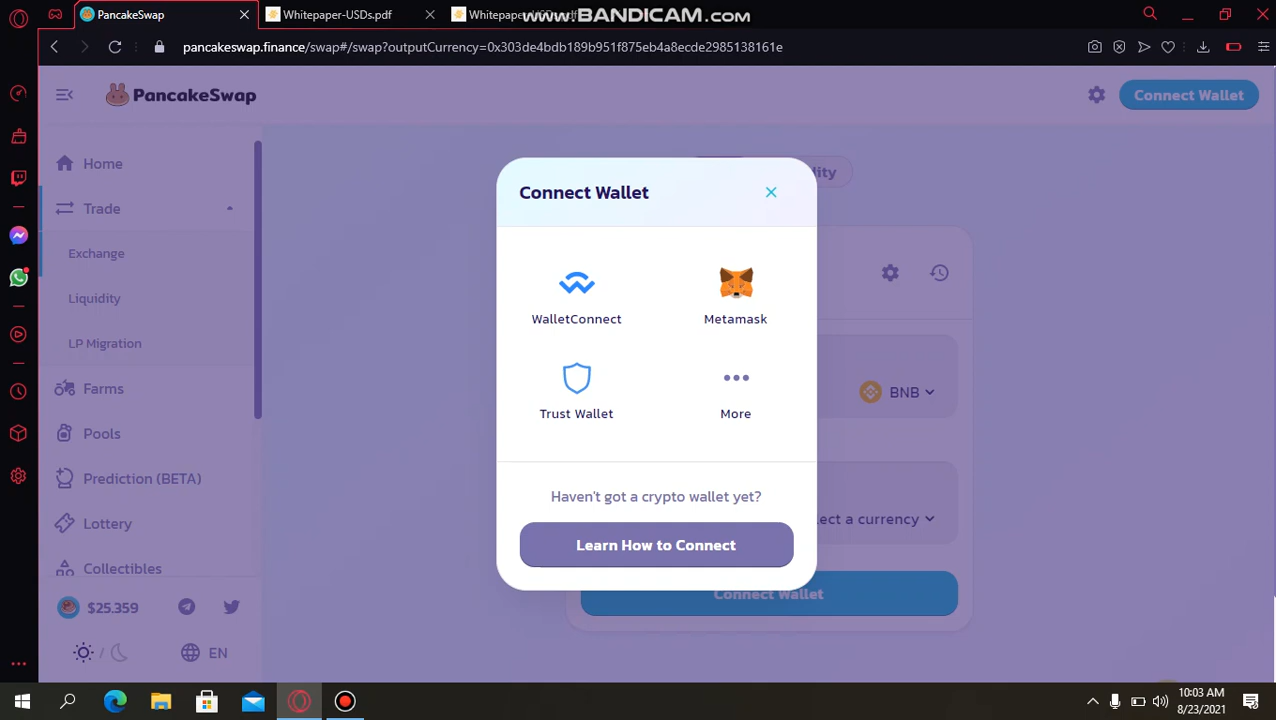 PancakeSwap
Whitepaper-USDs.pdf
www.BANDICAM.com
pancakeswap.finance/swap#/swap?outputCurrency=0x303de4bdb189b951f875eb4a8ecde2985138161e
PancakeSwap
Connect Wallet
Home
Trade
Exchange
Liquidity
LP Migration
Farms
Pools
Prediction (BETA)
Lottery
Collectibles
$25.359
EN
Connect Wallet
WalletConnect
Metamask
Trust Wallet
More
Haven't got a crypto wallet yet?
Learn How to Connect
BNB
a currency
Connect Wallet
10:03 AM
8/23/2021